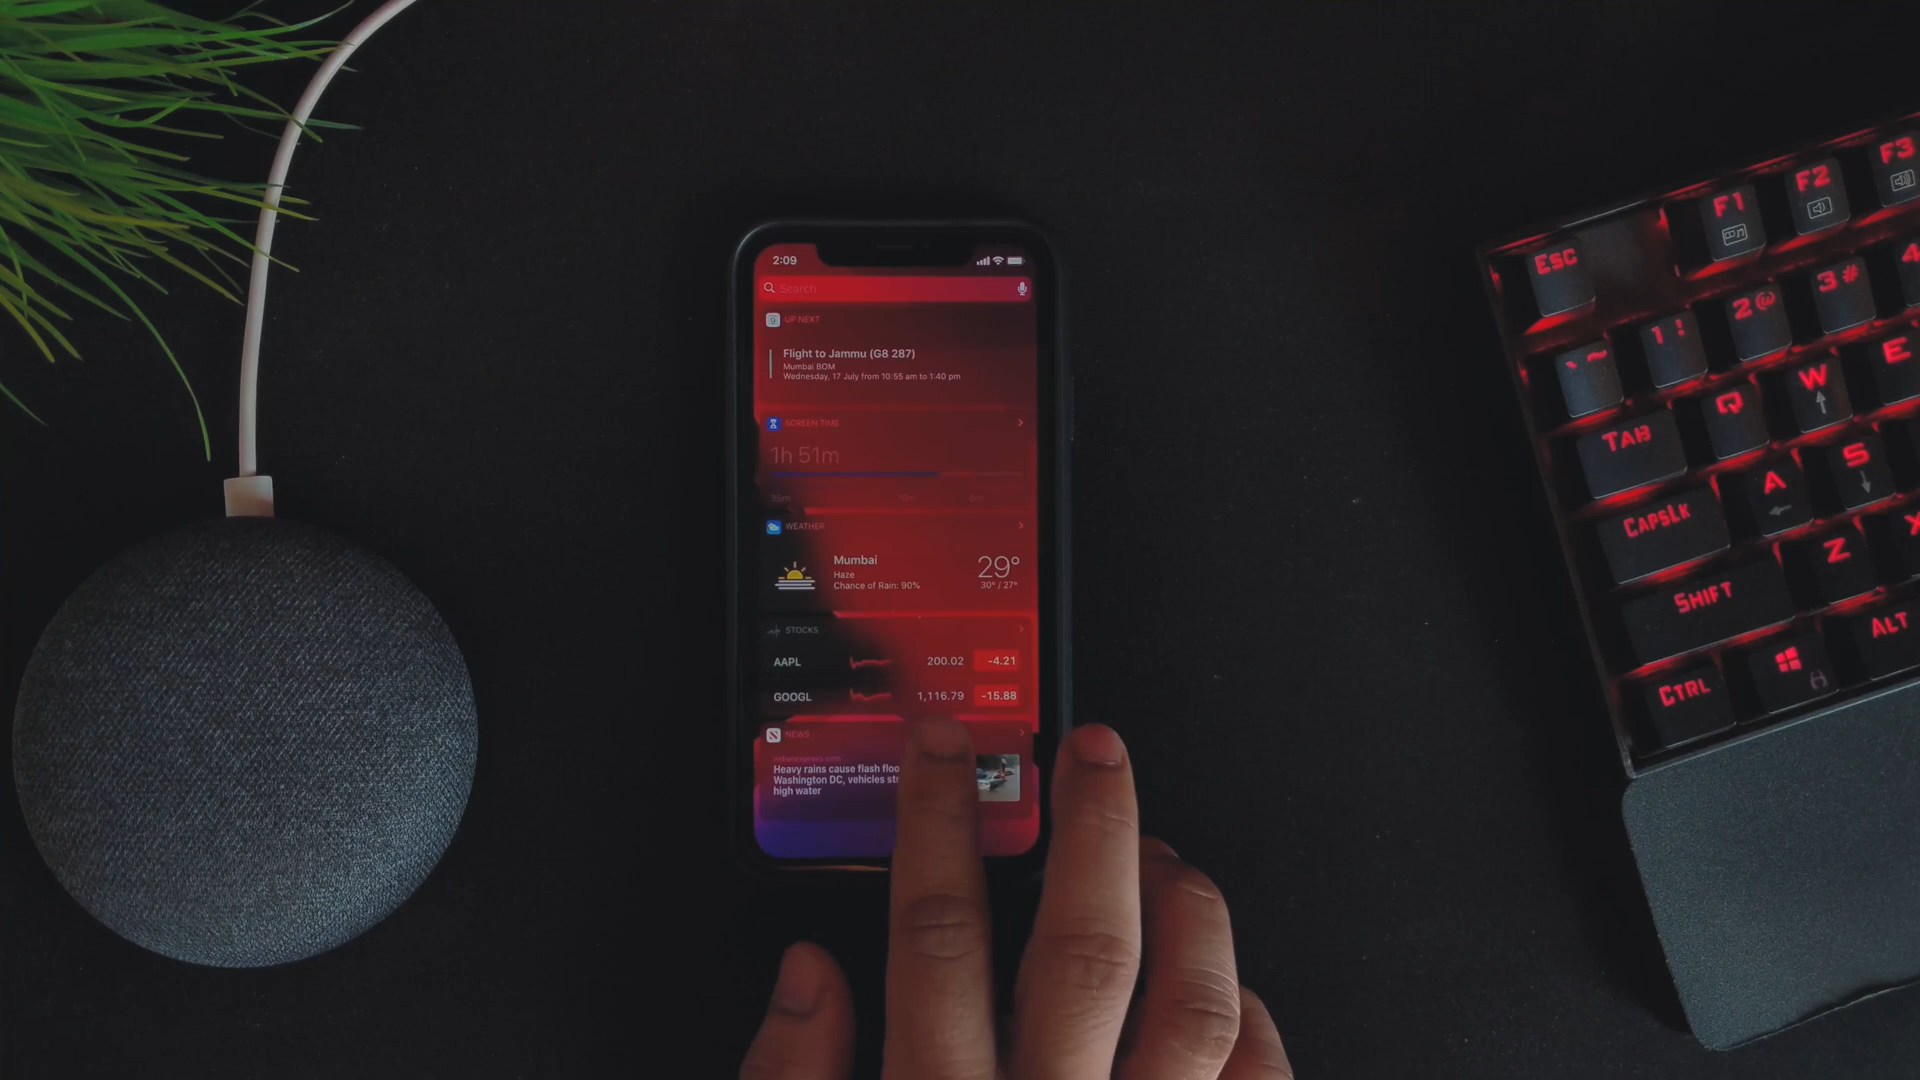 2:09
Search
UP NEXT
Flight to Jammu (G8 287)
Mumbai BOM
Wednesday, 17 July from 10:55 am to 1:40 pm
SCREEN TIME
1h 51m
WEATHER
Mumbai
Haze
Chance of Rain: 90%
29°
30° / 27°
STOCKS
AAPL 200.02 -4.21
GOOGL 1,116.79 -15.88
NEWS
Heavy rains cause flash
Washington DC, vehicles
high water
F1 F2 F3
ESC
~ ` 1 ! 2 @ 3 # 4
TAB Q W E
CAPSLK A S
SHIFT Z X
CTRL ALT